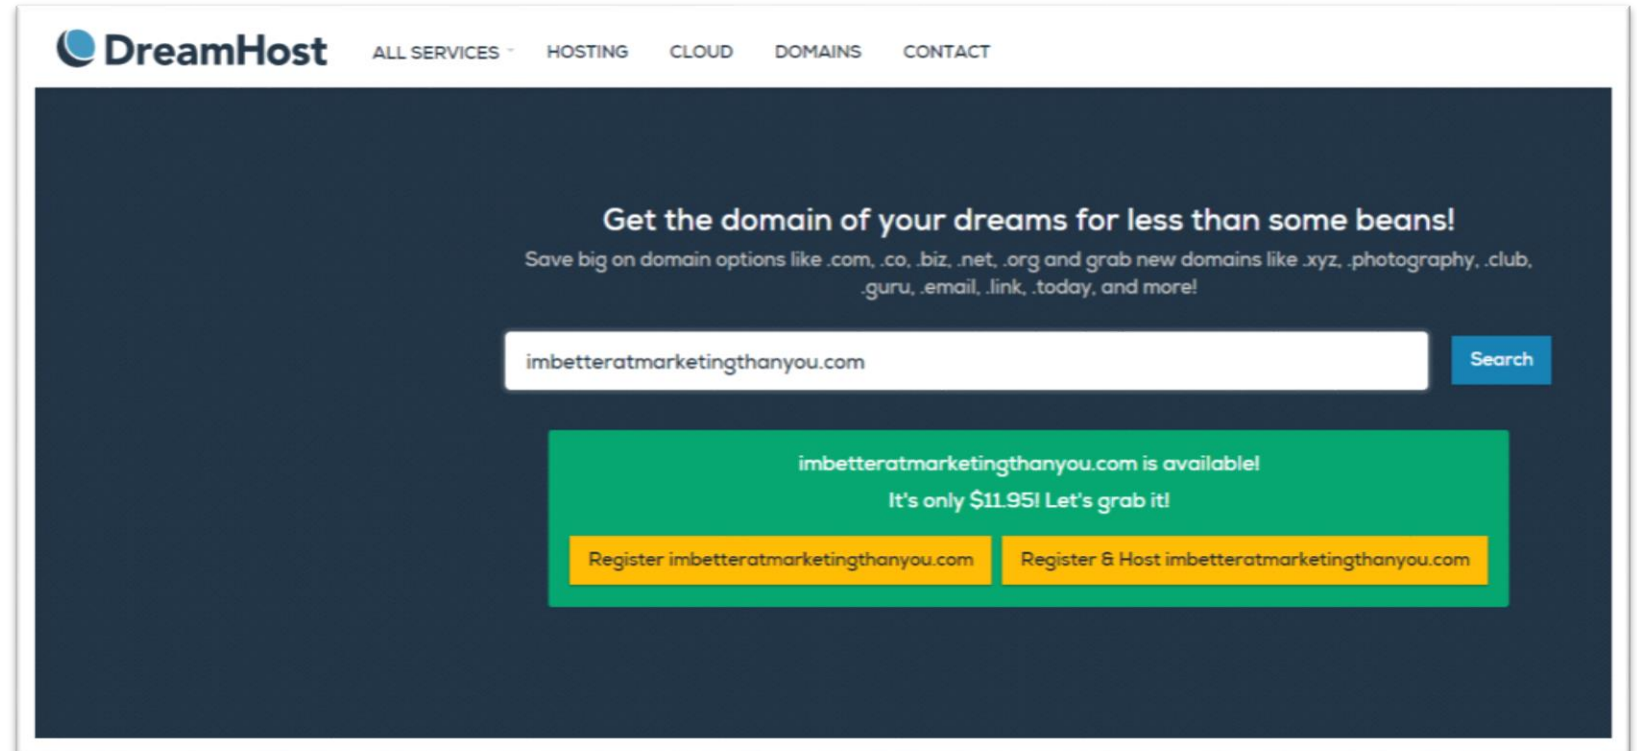 DreamHost ALL SERVICES HOSTING CLOUD DOMAINS CONTACT
Get the domain of your dreams for less than some beans!
Save big on domain options like .com, .co, .biz, .net, .org and grab new domains like .xyz, .photography, .club,
.guru, .email, .link, .today, and more!
imbetteratmarketingthanyou.com Search
imbetteratmarketingthanyou.com is available!
It's only $11.95! Let's grab it!
Register imbetteratmarketingthanyou.com Register & Host imbetteratmarketingthanyou.com